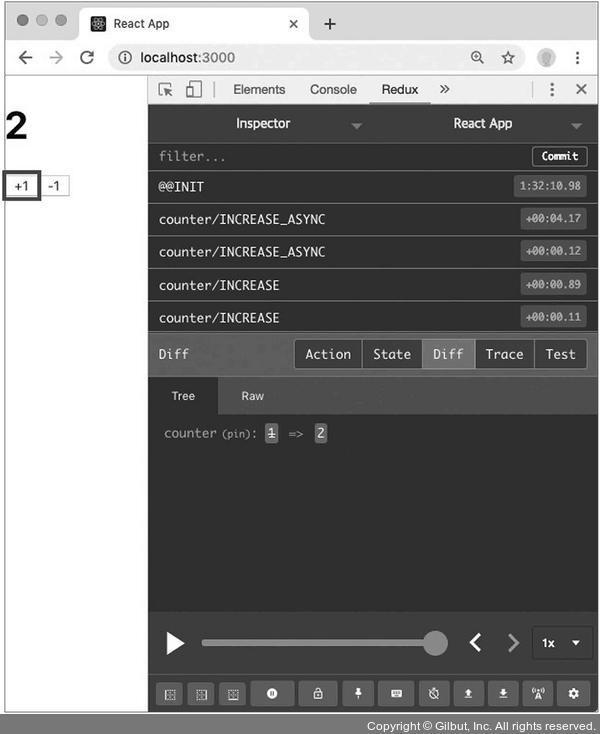 React App
localhost:3000
Elements Console Redux
Inspector React App
filter... Commit
@@INIT 1:32:10.98
counter/INCREASE_ASYNC +00:04.17
counter/INCREASE_ASYNC +00:00.12
counter/INCREASE +00:00.89
counter/INCREASE +00:00.11
2
+1 -1
Diff Action State Diff Trace Test
Tree Raw
counter (pin): 1 => 2
1x
Copyright © Gilbut, Inc. All rights reserved.